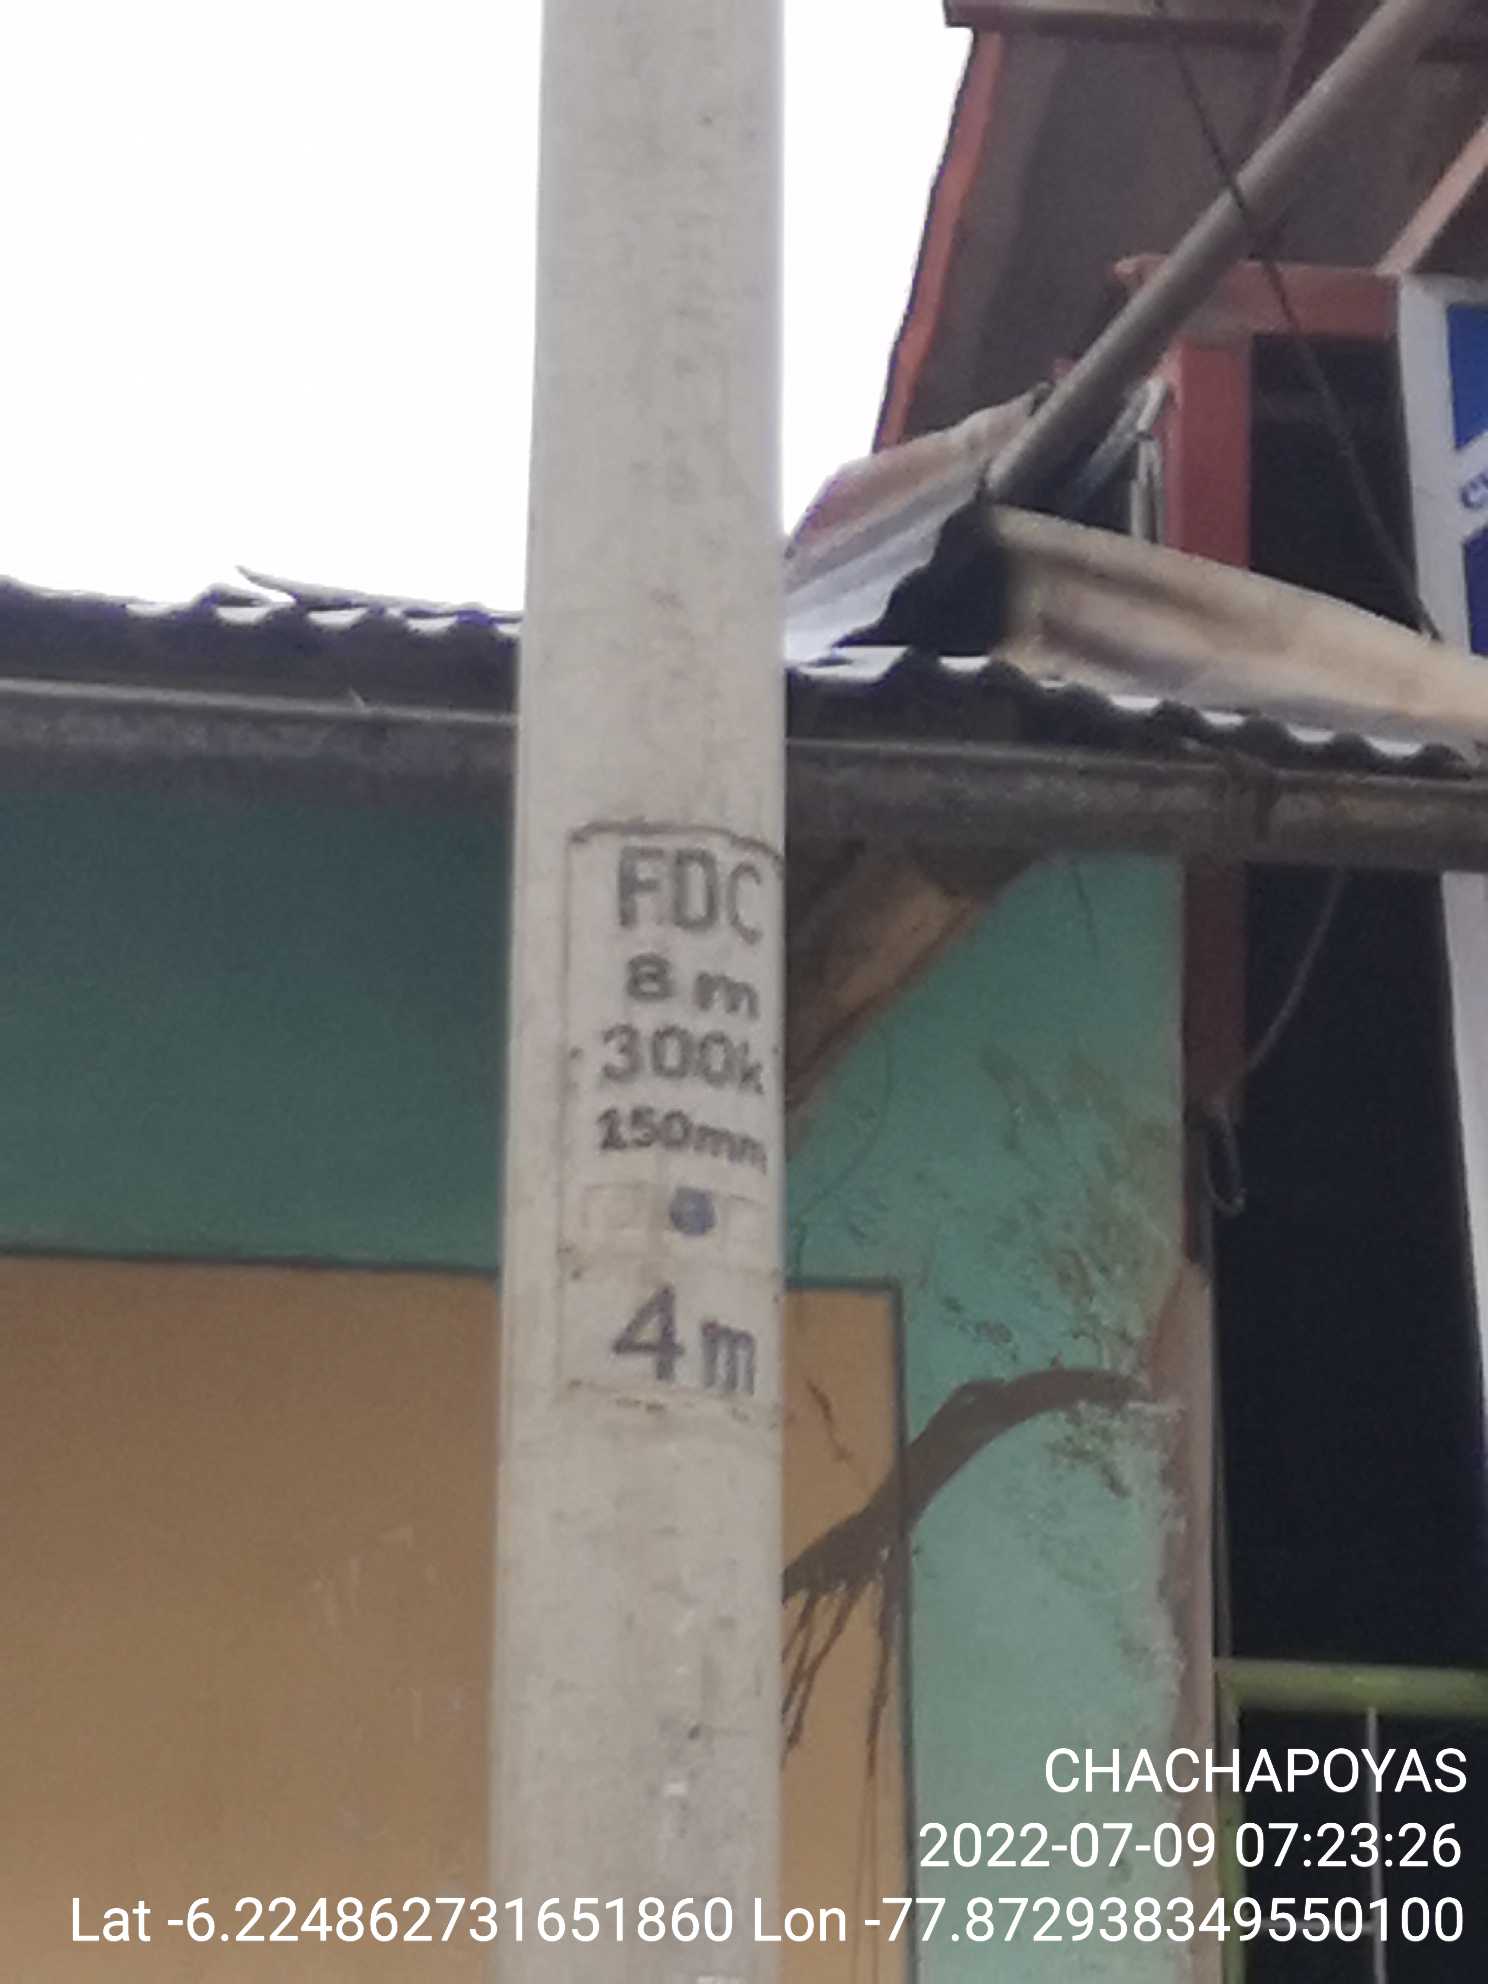 FDC
8 m
300k
150mm
4m
CHACHAPOYAS
2022-07-09 07:23:26
Lat -6.224862731651860 Lon -77.872938349550100